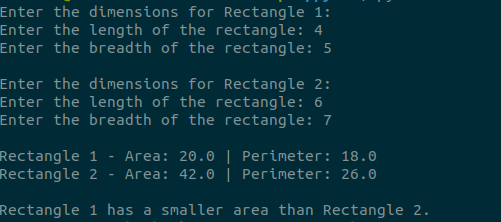 Enter the dimensions for Rectangle 1:
Enter the length of the rectangle: 4
Enter the breadth of the rectangle: 5
Enter the dimensions for Rectangle 2:
Enter the length of the rectangle: 6
Enter the breadth of the rectangle: 7
Rectangle 1 - Area: 20.0 | Perimeter: 18.0
Rectangle 2 - Area: 42.0 | Perimeter: 26.0
Rectangle 1 has a smaller area than Rectangle 2.